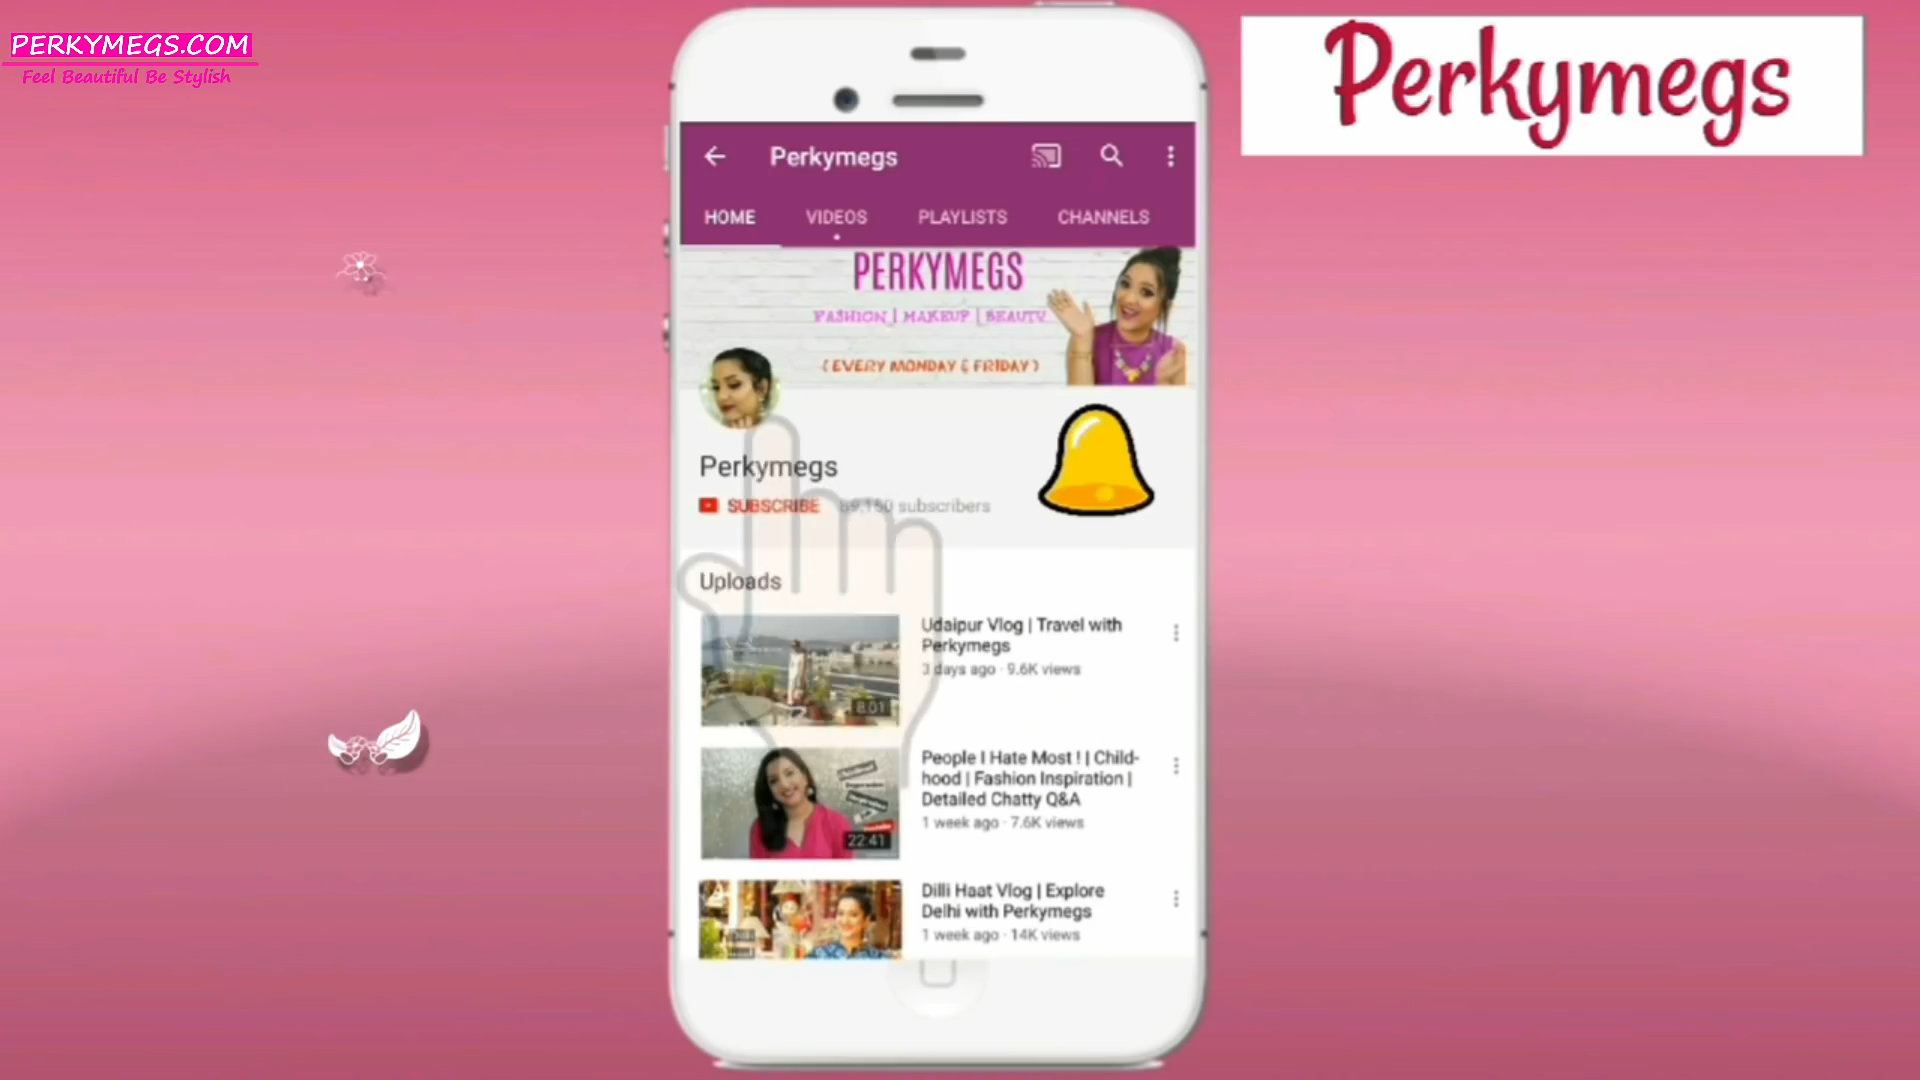 PERKYMEGS.COM
Feel Beautiful Be Stylish
Perkymegs
Perkymegs
HOME VIDEOS PLAYLISTS CHANNELS
PERKYMEGS
FASHION | MAKEUP | BEAUTY
( EVERY MONDAY & FRIDAY )
Perkymegs
SUBSCRIBE subscribers
Uploads
Udaipur Vlog | Travel with
Perkymegs
3 days ago · 9.6K views
8:01
People I Hate Most ! | Child-
hood | Fashion Inspiration |
Detailed Chatty Q&A
1 week ago · 7.6K views
22:41
Dilli Haat Vlog | Explore
Delhi with Perkymegs
1 week ago · 14K views